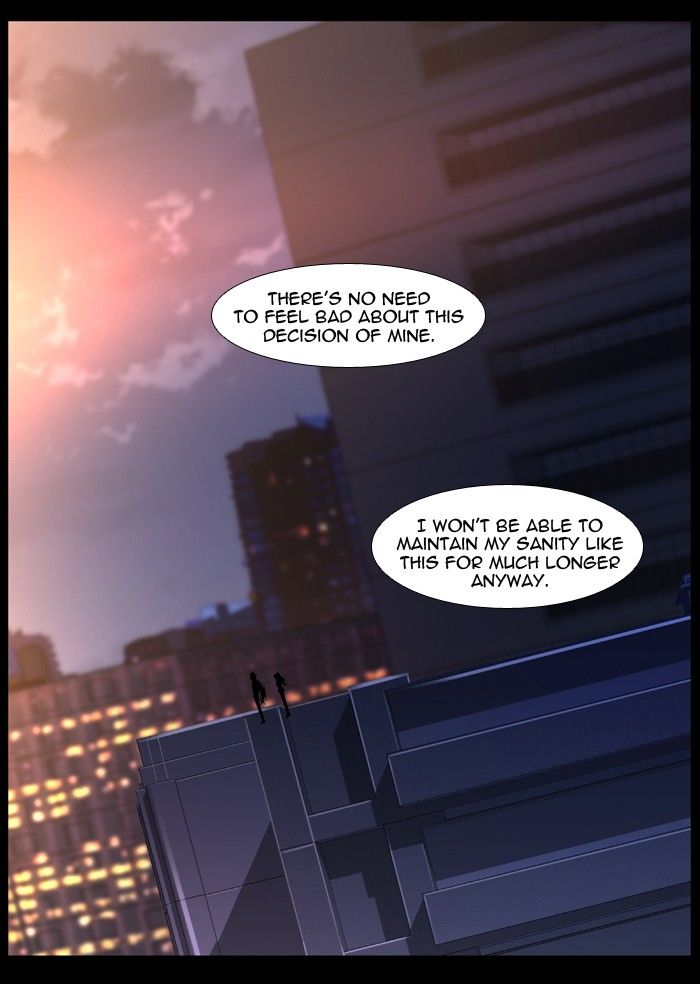 THERE'S NO NEED
TO FEEL BAD ABOUT THIS
DECISION OF MINE.
I WON'T BE ABLE TO
MAINTAIN MY SANITY LIKE
THIS FOR MUCH LONGER
ANYWAY.